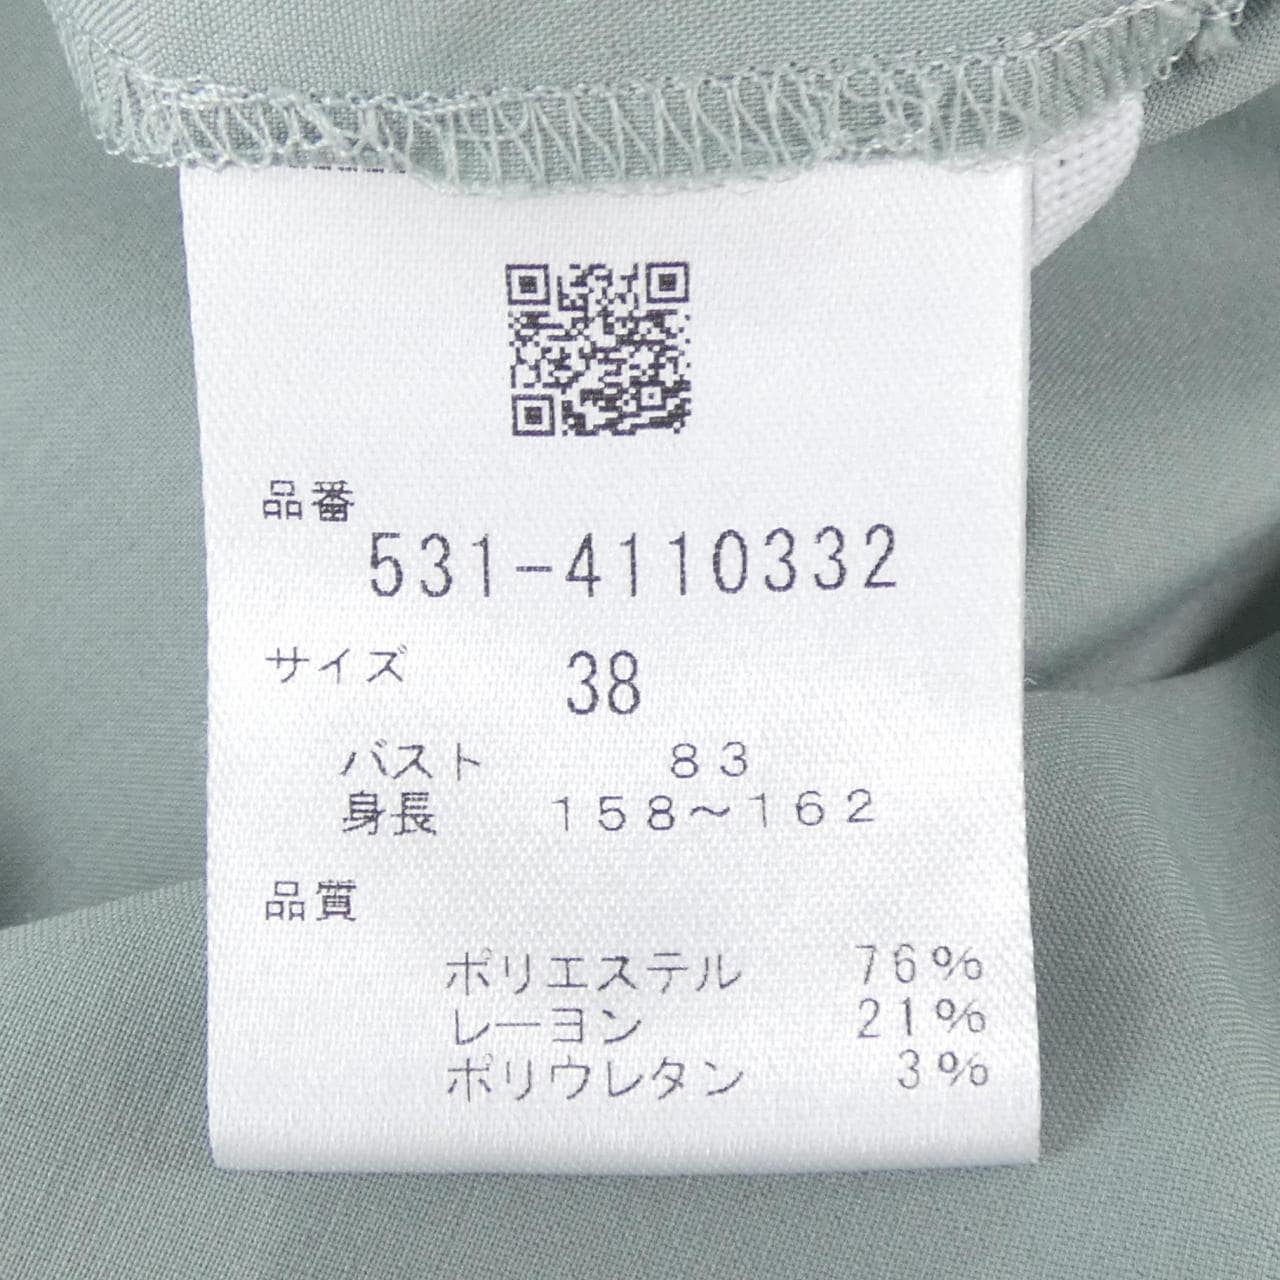 品番
531-4110332
サイズ 38
バスト 83
身長 158～162
品質
ポリエステル 76%
レーヨン 21%
ポリウレタン 3%